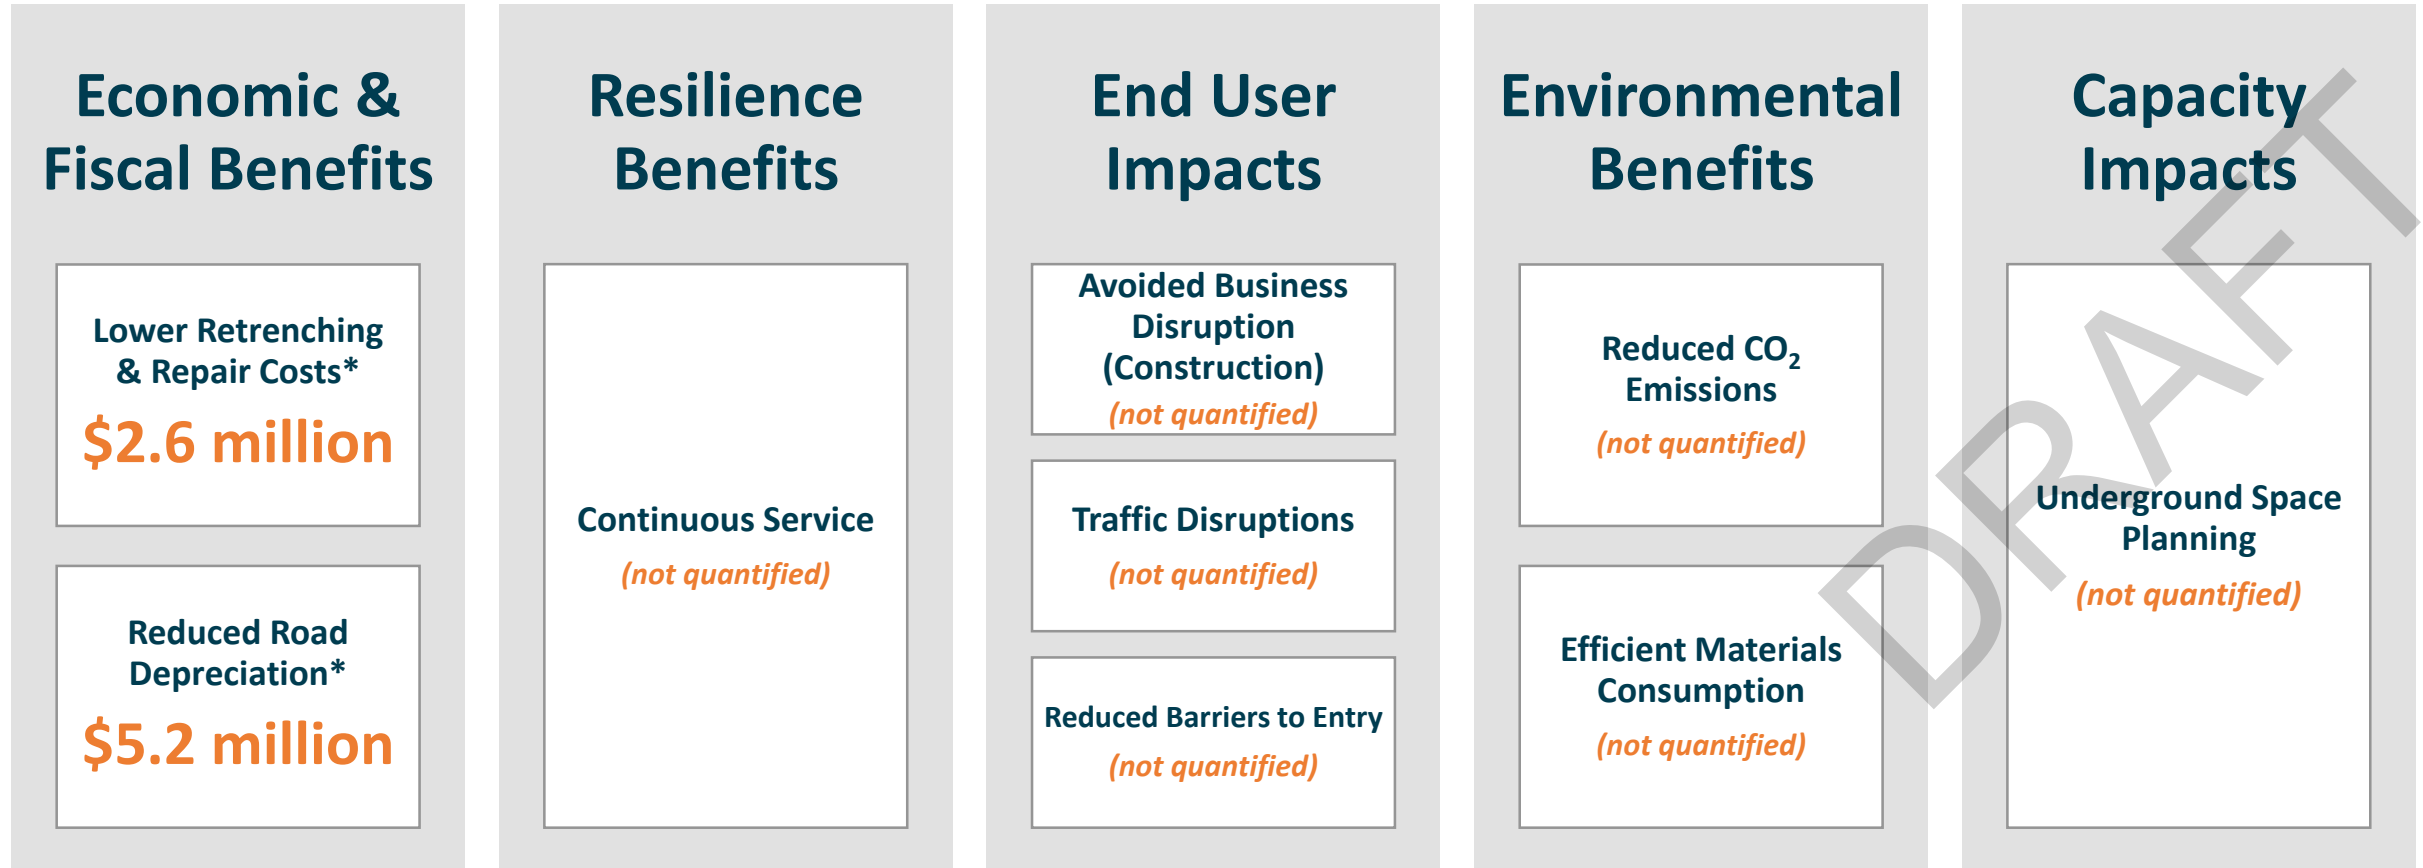 Economic &
Fiscal Benefits
Lower Retrenching
& Repair Costs*
$2.6 million
Reduced Road
Depreciation*
$5.2 million
Resilience
Benefits
Continuous Service
(not quantified)
End User
Impacts
Avoided Business
Disruption
(Construction)
(not quantified)
Traffic Disruptions
(not quantified)
Reduced Barriers to Entry
(not quantified)
Environmental
Benefits
Reduced CO₂
Emissions
(not quantified)
Efficient Materials
Consumption
(not quantified)
Capacity
Impacts
Underground Space
Planning
(not quantified)
DRAFT